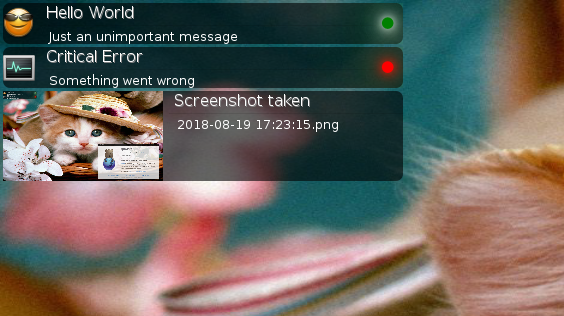 Hello World
Just an unimportant message
Critical Error
Something went wrong
Screenshot taken
2018-08-19 17:23:15.png